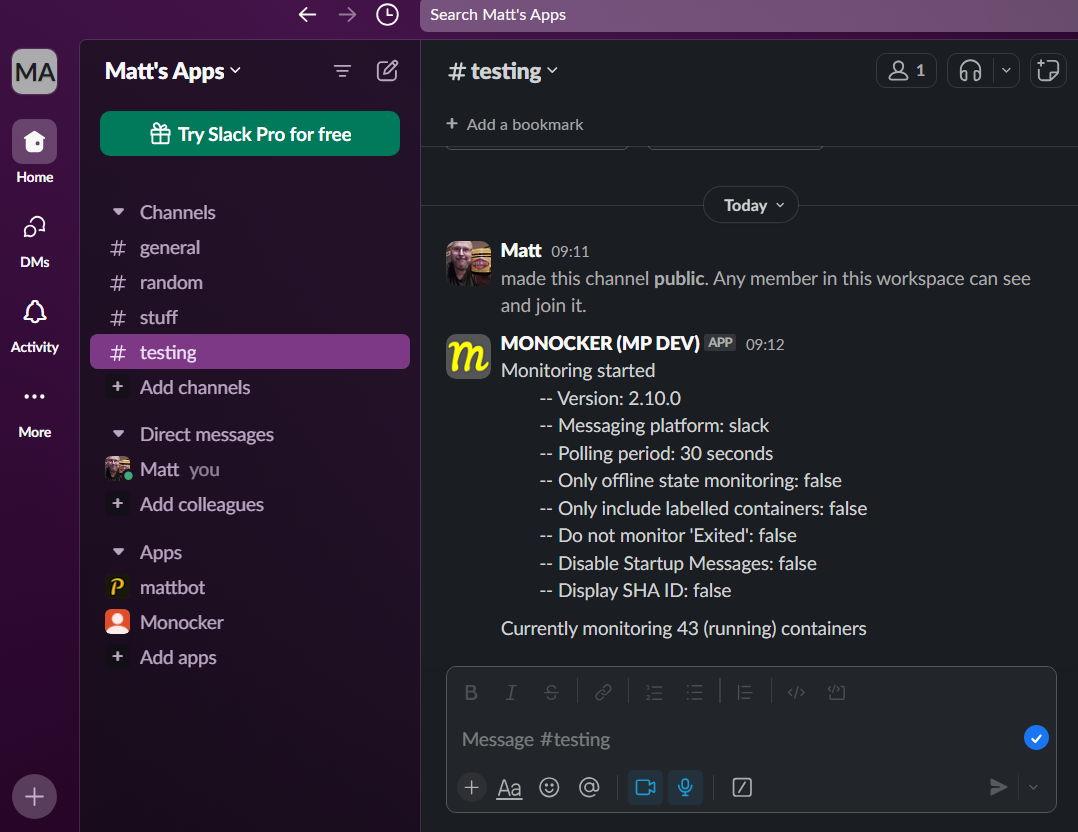 Search Matt's Apps
MA
Home
DMs
Activity
More
Matt's Apps
Try Slack Pro for free
Channels
# general
# random
# stuff
# testing
+ Add channels
Direct messages
Matt you
+ Add colleagues
Apps
P mattbot
Monocker
+ Add apps
# testing
1
+ Add a bookmark
Today
Matt 09:11
made this channel public. Any member in this workspace can see
and join it.
m
MONOCKER (MP DEV) APP 09:12
Monitoring started
-- Version: 2.10.0
-- Messaging platform: slack
-- Polling period: 30 seconds
-- Only offline state monitoring: false
-- Only include labelled containers: false
-- Do not monitor 'Exited': false
-- Disable Startup Messages: false
-- Display SHA ID: false
Currently monitoring 43 (running) containers
B I S
Message #testing
+ Aa @